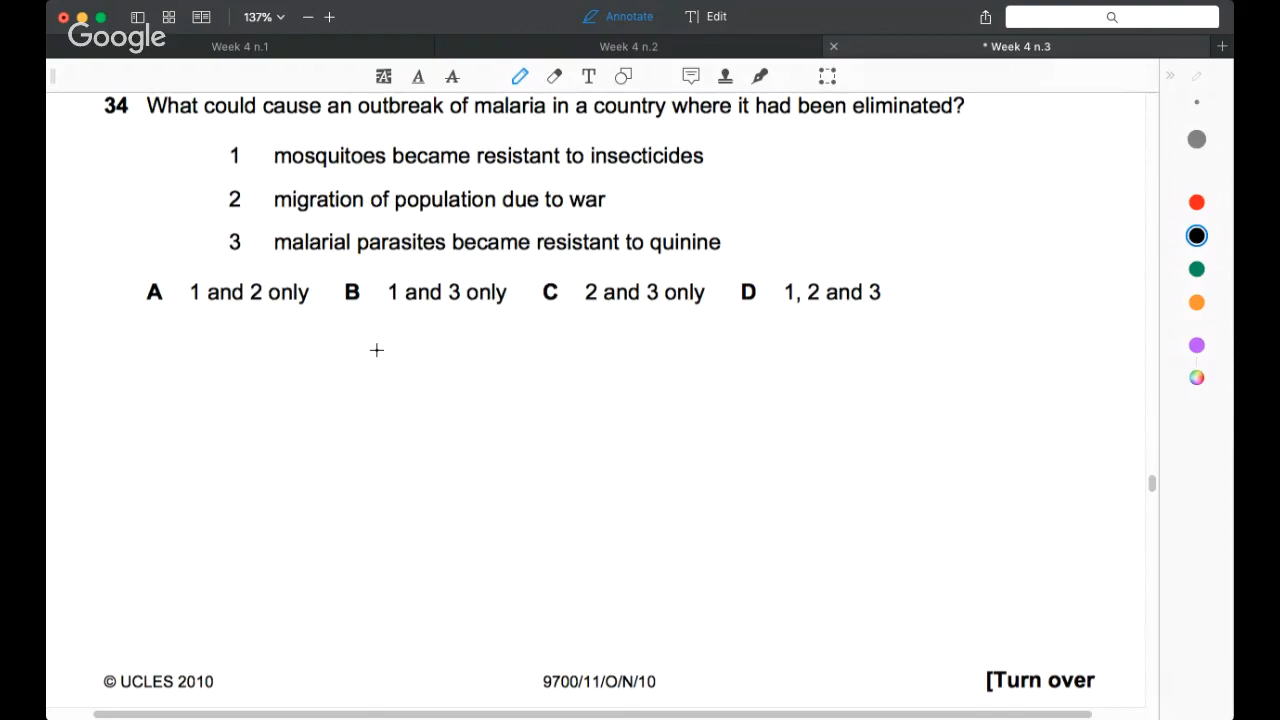 137%
Annotate
T| Edit
Google
Week 4 n.1
Week 4 n.2
* Week 4 n.3
34 What could cause an outbreak of malaria in a country where it had been eliminated?
1 mosquitoes became resistant to insecticides
2 migration of population due to war
3 malarial parasites became resistant to quinine
A 1 and 2 only B 1 and 3 only C 2 and 3 only D 1, 2 and 3
© UCLES 2010 9700/11/O/N/10 [Turn over